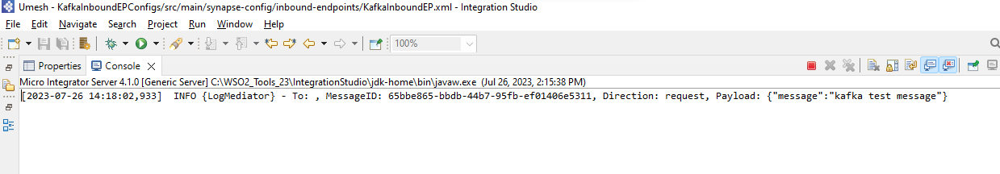 Umesh - KafkaInboundEPConfigs/src/main/synapse-config/inbound-endpoints/KafkaInboundEP.xml - Integration Studio
File Edit Navigate Search Project Run Window Help
100%
Properties Console
Micro Integrator Server 4.1.0 [Generic Server] C:\WSO2_Tools_23\IntegrationStudio\jdk-home\bin\javaw.exe (Jul 26, 2023, 2:15:38 PM)
[2023-07-26 14:18:02,933]  INFO {LogMediator} - To: , MessageID: 65bbe865-bbdb-44b7-95fb-ef01406e5311, Direction: request, Payload: {"message":"kafka test message"}